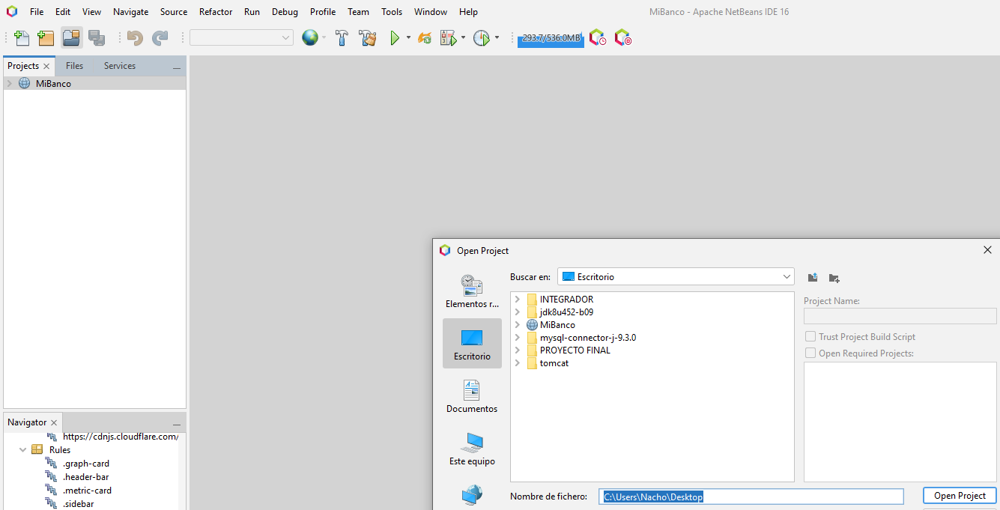 File Edit View Navigate Source Refactor Run Debug Profile Team Tools Window Help MiBanco - Apache NetBeans IDE 16
293.7/536.0MB
Projects Files Services
MiBanco
Open Project
Buscar en: Escritorio
Elementos r...
Escritorio
Documentos
Este equipo
INTEGRADOR
jdk8u452-b09
MiBanco
mysql-connector-j-9.3.0
PROYECTO FINAL
tomcat
Project Name:
Trust Project Build Script
Open Required Projects:
Nombre de fichero: C:\Users\Nacho\Desktop Open Project
Navigator
https://cdnjs.cloudflare.com/
Rules
.graph-card
.header-bar
.metric-card
.sidebar